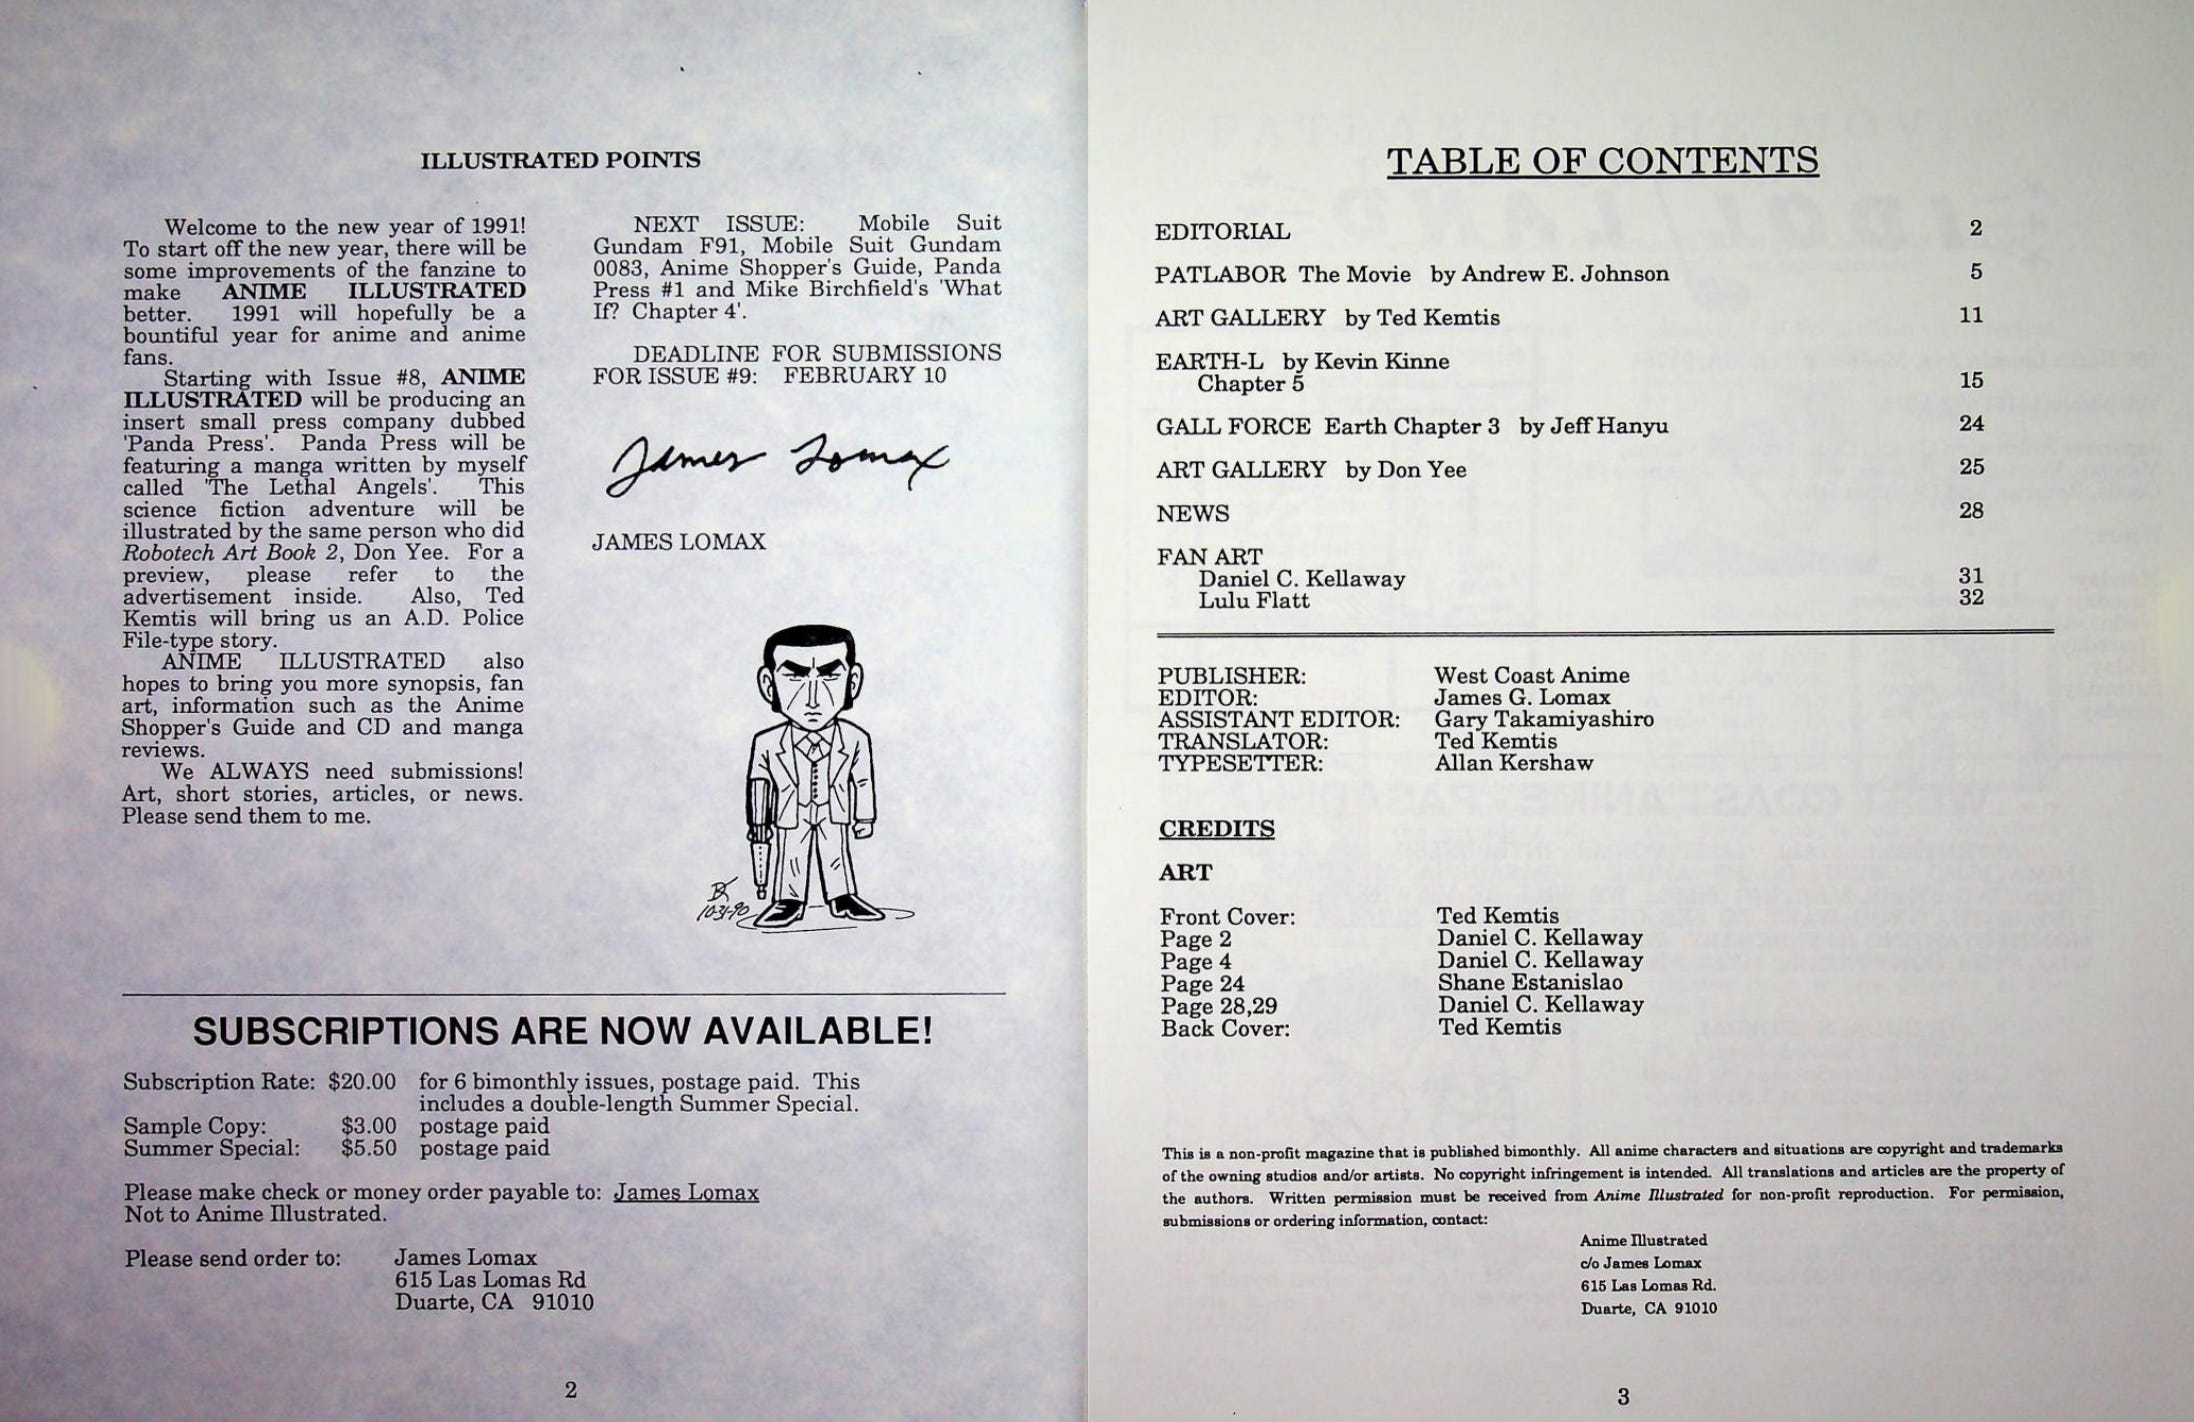 ILLUSTRATED POINTS
Welcome to the new year of 1991!
To start off the new year, there will be
some improvements of the fanzine to
make ANIME ILLUSTRATED
better. 1991 will hopefully be a
bountiful year for anime and anime
fans.
Starting with Issue #8, ANIME
ILLUSTRATED will be producing an
insert small press company dubbed
'Panda Press'. Panda Press will be
featuring a manga written by myself
called 'The Lethal Angels'. This
science fiction adventure will be
illustrated by the same person who did
Robotech Art Book 2, Don Yee. For a
preview, please refer to the
advertisement inside. Also, Ted
Kemtis will bring us an A.D. Police
File-type story.
ANIME ILLUSTRATED also
hopes to bring you more synopsis, fan
art, information such as the Anime
Shopper's Guide and CD and manga
reviews.
We ALWAYS need submissions!
Art, short stories, articles, or news.
Please send them to me.
NEXT ISSUE: Mobile Suit
Gundam F91, Mobile Suit Gundam
0083, Anime Shopper's Guide, Panda
Press #1 and Mike Birchfield's 'What
If? Chapter 4'.
DEADLINE FOR SUBMISSIONS
FOR ISSUE #9: FEBRUARY 10
James Lomax
JAMES LOMAX
DK
10-31-90
SUBSCRIPTIONS ARE NOW AVAILABLE!
Subscription Rate: $20.00 for 6 bimonthly issues, postage paid. This
includes a double-length Summer Special.
Sample Copy: $3.00 postage paid
Summer Special: $5.50 postage paid
Please make check or money order payable to: James Lomax
Not to Anime Illustrated.
Please send order to: James Lomax
615 Las Lomas Rd
Duarte, CA 91010
2
TABLE OF CONTENTS
EDITORIAL 2
PATLABOR The Movie by Andrew E. Johnson 5
ART GALLERY by Ted Kemtis 11
EARTH-L by Kevin Kinne
Chapter 5 15
GALL FORCE Earth Chapter 3 by Jeff Hanyu 24
ART GALLERY by Don Yee 25
NEWS 28
FAN ART
Daniel C. Kellaway 31
Lulu Flatt 32
PUBLISHER: West Coast Anime
EDITOR: James G. Lomax
ASSISTANT EDITOR: Gary Takamiyashiro
TRANSLATOR: Ted Kemtis
TYPESETTER: Allan Kershaw
CREDITS
ART
Front Cover: Ted Kemtis
Page 2 Daniel C. Kellaway
Page 4 Daniel C. Kellaway
Page 24 Shane Estanislao
Page 28,29 Daniel C. Kellaway
Back Cover: Ted Kemtis
This is a non-profit magazine that is published bimonthly. All anime characters and situations are copyright and trademarks
of the owning studios and/or artists. No copyright infringement is intended. All translations and articles are the property of
the authors. Written permission must be received from Anime Illustrated for non-profit reproduction. For permission,
submissions or ordering information, contact:
Anime Illustrated
c/o James Lomax
615 Las Lomas Rd.
Duarte, CA 91010
3